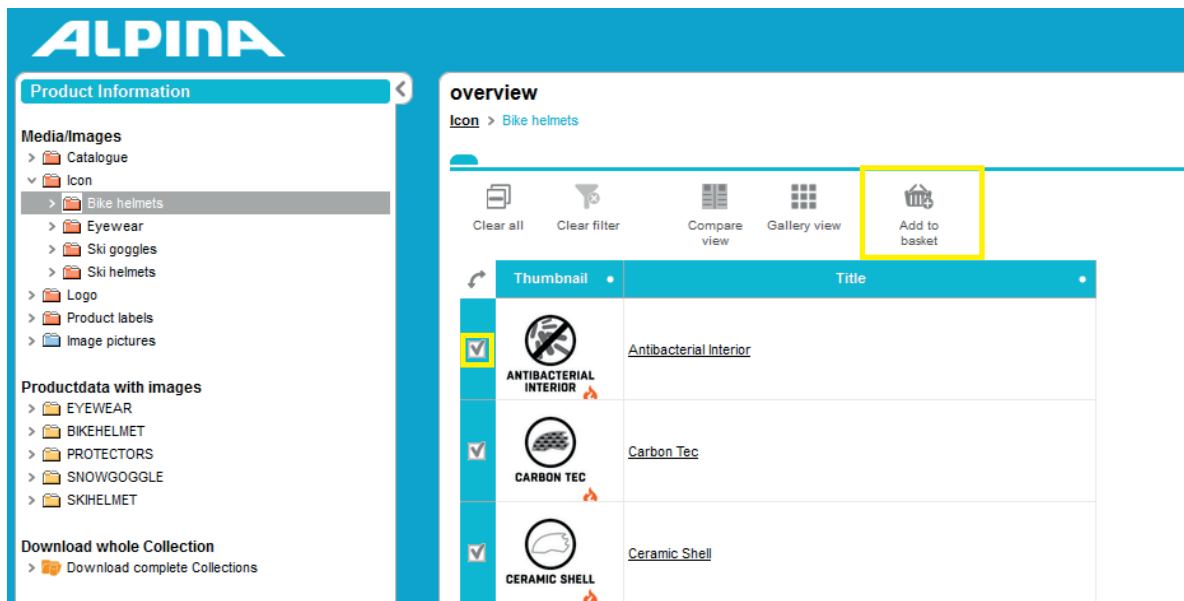 ALPINA
Product Information
Media/Images
> Catalogue
Icon
> Bike helmets
> Eyewear
> Ski goggles
> Ski helmets
> Logo
> Product labels
> Image pictures
Productdata with images
> EYEWEAR
> BIKEHELMET
> PROTECTORS
> SNOWGOGGLE
> SKIHELMET
Download whole Collection
> Download complete Collections
overview
Icon > Bike helmets
Clear all
Clear filter
Compare
view
Gallery view
Add to
basket
Thumbnail
Title
ANTIBACTERIAL
INTERIOR
Antibacterial Interior
CARBON TEC
Carbon Tec
CERAMIC SHELL
Ceramic Shell